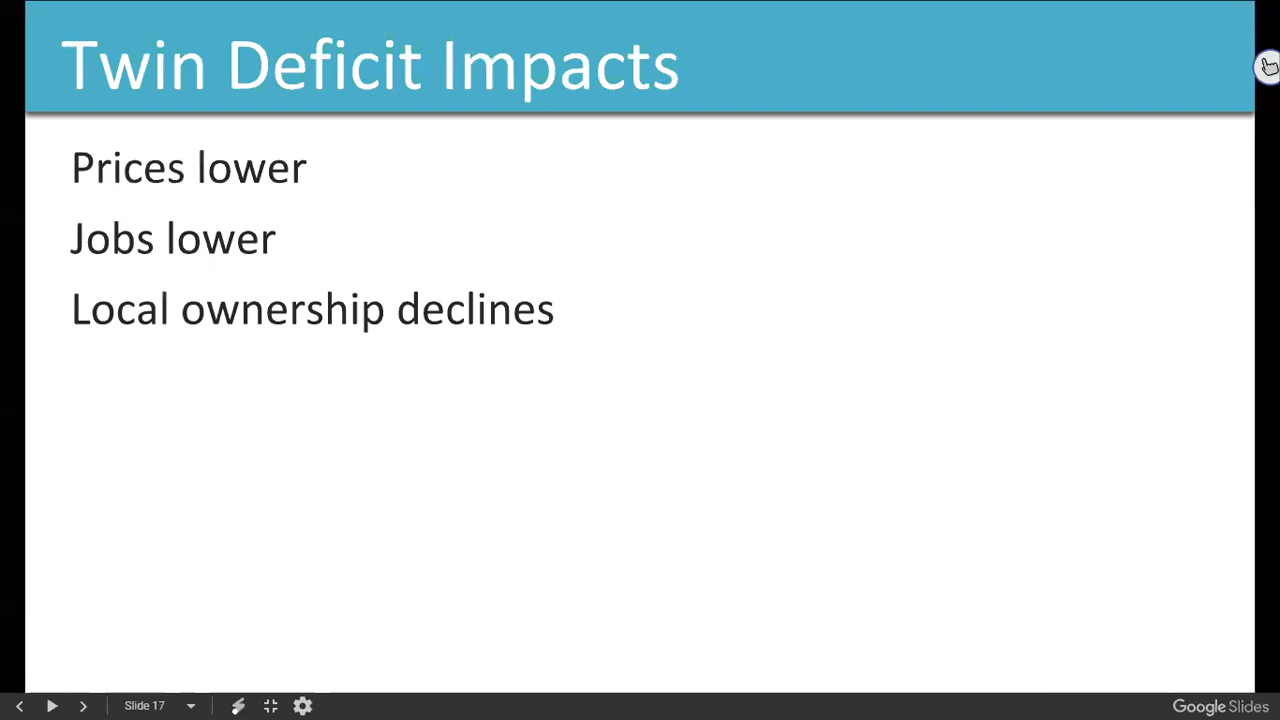 Twin Deficit Impacts
Prices lower
Jobs lower
Local ownership declines
Slide 17
Google Slides